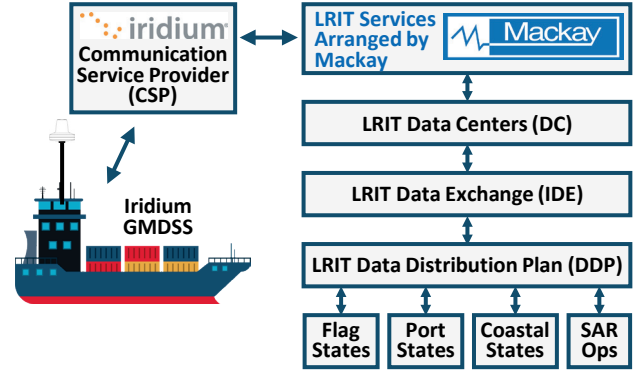 iridium
Communication
Service Provider
(CSP)
LRIT Services
Arranged by
Mackay
Mackay
LRIT Data Centers (DC)
Iridium
GMDSS
LRIT Data Exchange (IDE)
LRIT Data Distribution Plan (DDP)
Flag
States
Port
States
Coastal
States
SAR
Ops